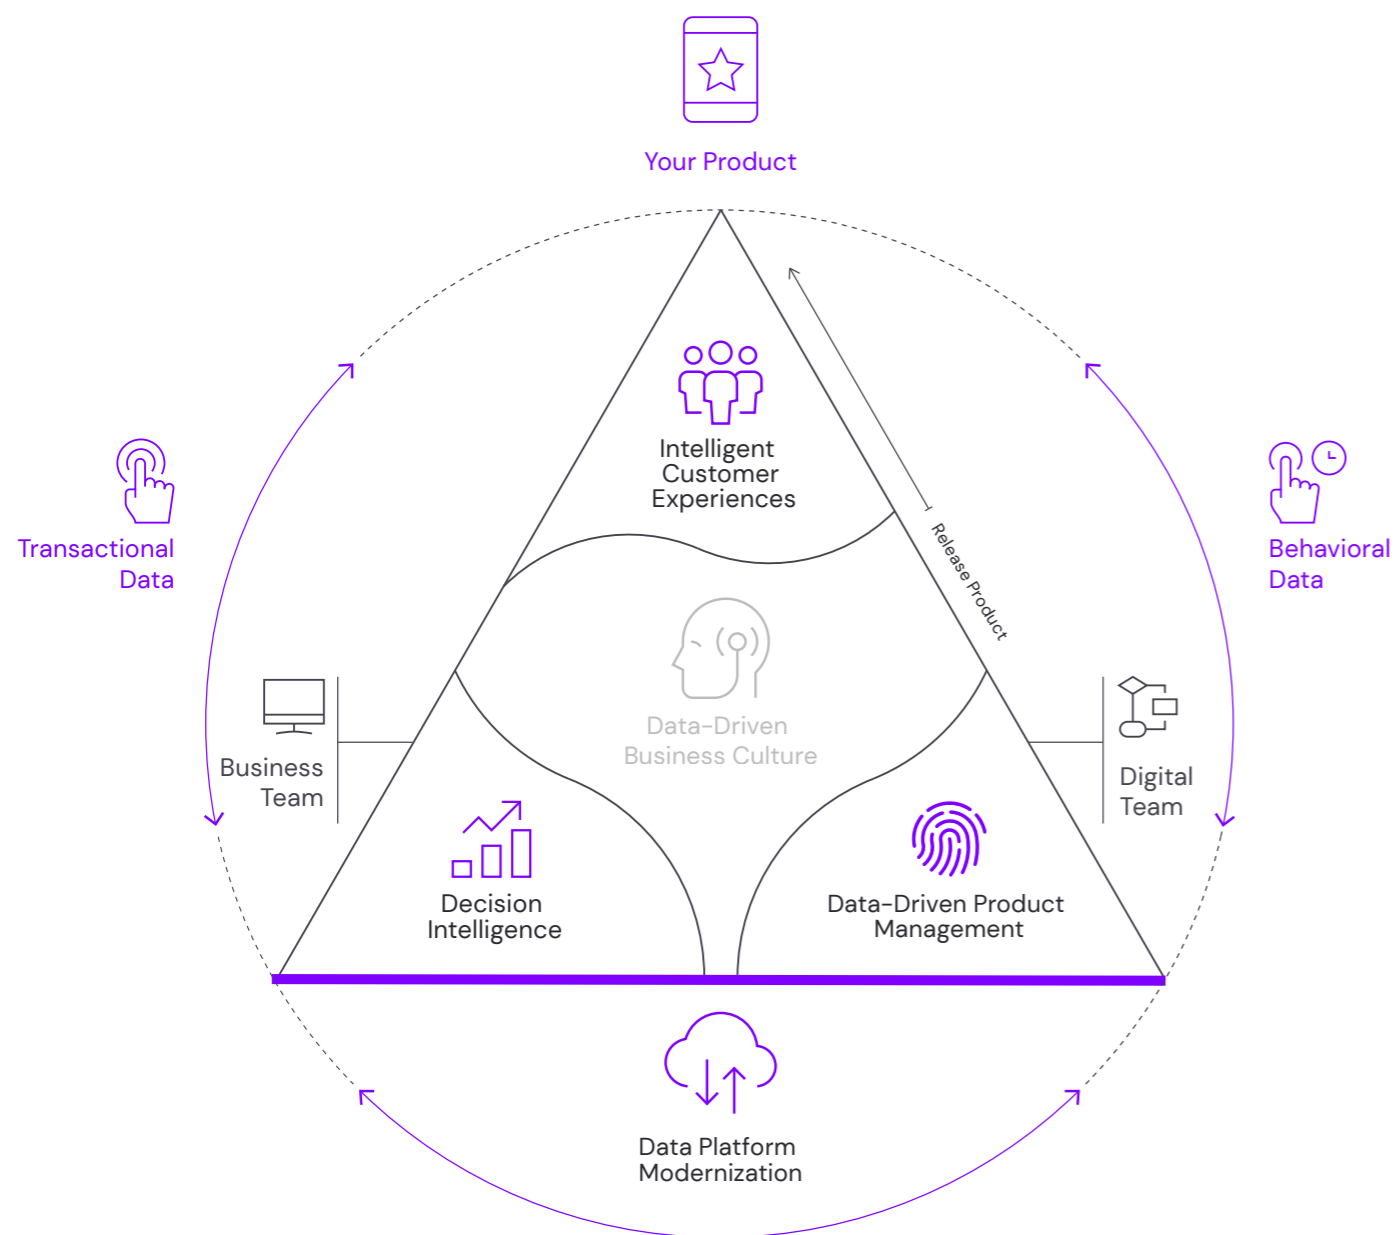 Your Product
Intelligent
Customer
Experiences
Transactional
Data
Behavioral
Data
Release Product
Data-Driven
Business Culture
Business
Team
Digital
Team
Decision
Intelligence
Data-Driven Product
Management
Data Platform
Modernization